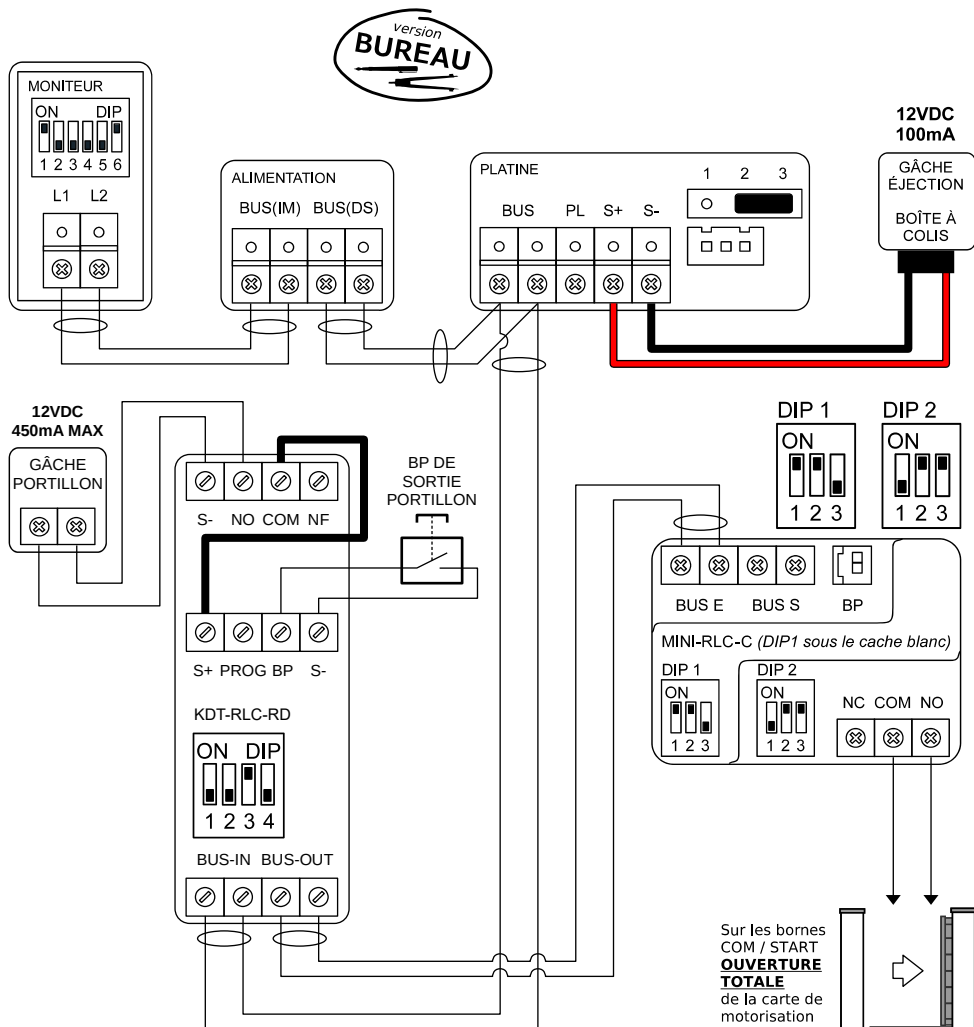 version
BUREAU
MONITEUR
ON DIP
1 2 3 4 5 6
L1 L2
ALIMENTATION
BUS(IM) BUS(DS)
PLATINE
1 2 3
BUS PL S+ S-
12VDC
100mA
GÂCHE
ÉJECTION
BOÎTE À
COLIS
12VDC
450mA MAX
GÂCHE
PORTILLON
S- NO COM NF
BP DE
SORTIE
PORTILLON
S+ PROG BP S-
KDT-RLC-RD
ON DIP
1 2 3 4
BUS-IN BUS-OUT
DIP 1
ON
1 2 3
DIP 2
ON
1 2 3
BUS E BUS S BP
MINI-RLC-C (DIP1 sous le cache blanc)
DIP 1
ON
1 2 3
DIP 2
ON
1 2 3
NC COM NO
Sur les bornes
COM / START
OUVERTURE
TOTALE
de la carte de
motorisation